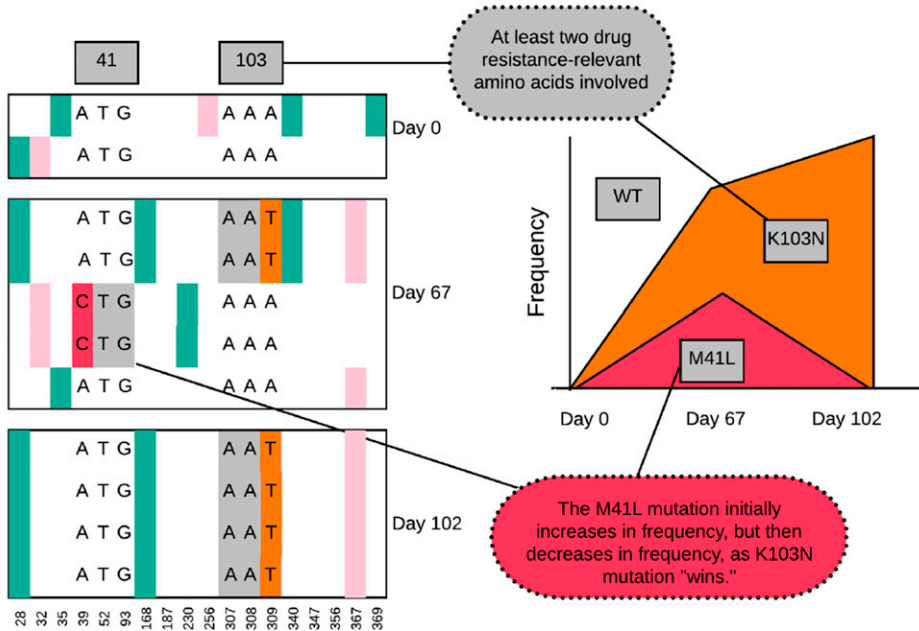 41
103
At least two drug
resistance-relevant
amino acids involved
A T G A A A
Day 0
A T G A A A
A T G A A T
A T G A A T
C T G A A A
Day 67
C T G A A A
A T G A A A
A T G A A T
A T G A A T
Day 102
A T G A A T
A T G A A T
28 32 35 39 52 93 168 187 230 256 307 308 309 340 347 356 367 369
Frequency
WT
K103N
M41L
Day 0 Day 67 Day 102
The M41L mutation initially
increases in frequency, but then
decreases in frequency, as K103N
mutation "wins."